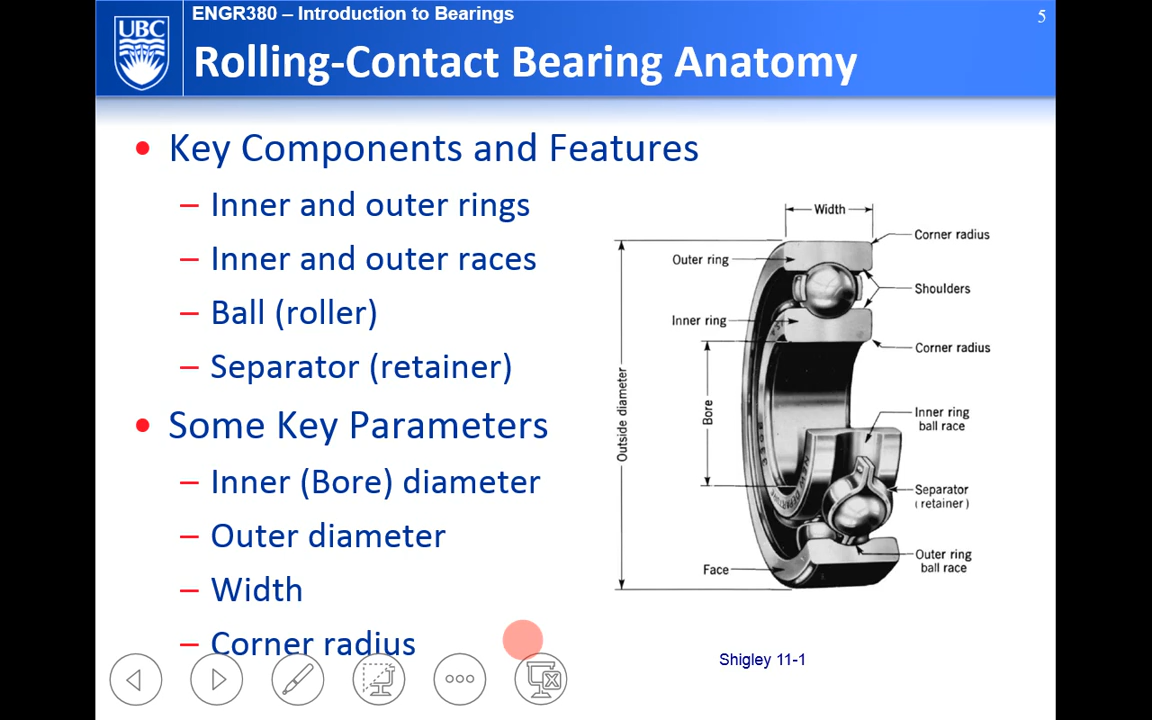 ENGR380 – Introduction to Bearings
5
UBC
Rolling-Contact Bearing Anatomy
• Key Components and Features
– Inner and outer rings
– Inner and outer races
– Ball (roller)
– Separator (retainer)
• Some Key Parameters
– Inner (Bore) diameter
– Outer diameter
– Width
– Corner radius
Width
Corner radius
Outer ring
Shoulders
Inner ring
Corner radius
Outside diameter
Bore
Inner ring
ball race
Separator
(retainer)
Outer ring
ball race
Face
Shigley 11-1